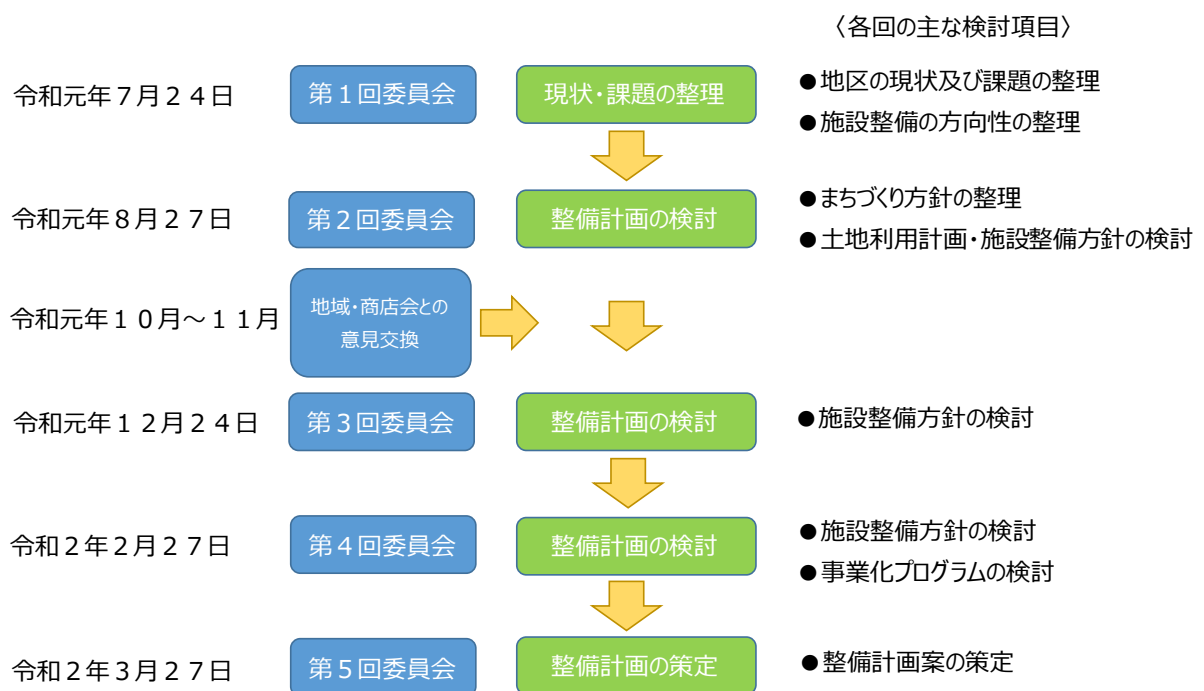 〈各回の主な検討項目〉
令和元年７月２４日
第１回委員会
現状・課題の整理
●地区の現状及び課題の整理
●施設整備の方向性の整理
令和元年８月２７日
第２回委員会
整備計画の検討
●まちづくり方針の整理
●土地利用計画・施設整備方針の検討
令和元年１０月～１１月
地域・商店会との
意見交換
令和元年１２月２４日
第３回委員会
整備計画の検討
●施設整備方針の検討
令和２年２月２７日
第４回委員会
整備計画の検討
●施設整備方針の検討
●事業化プログラムの検討
令和２年３月２７日
第５回委員会
整備計画の策定
●整備計画案の策定